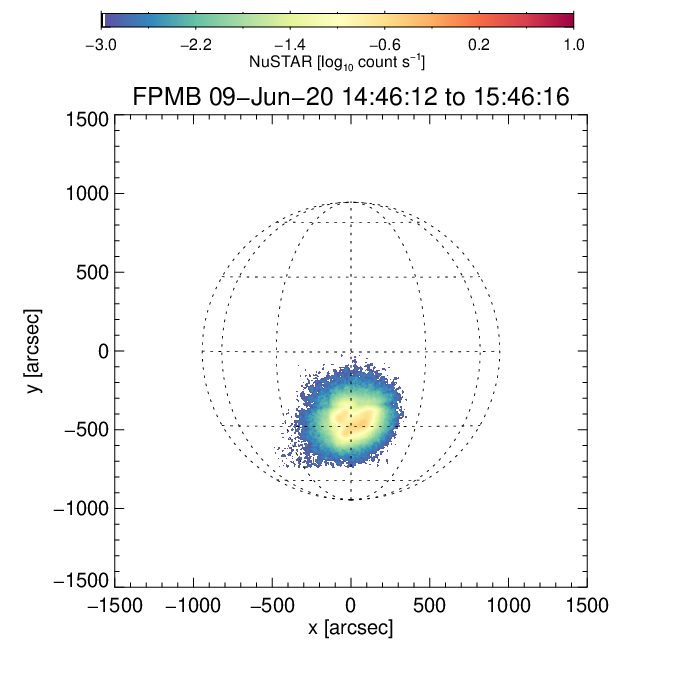 −3.0 −2.2 −1.4 −0.6 0.2 1.0
NuSTAR [log₁₀ count s⁻¹]
FPMB 09−Jun−20 14:46:12 to 15:46:16
1500
1000
500
0
−500
−1000
−1500
y [arcsec]
−1500 −1000 −500 0 500 1000 1500
x [arcsec]